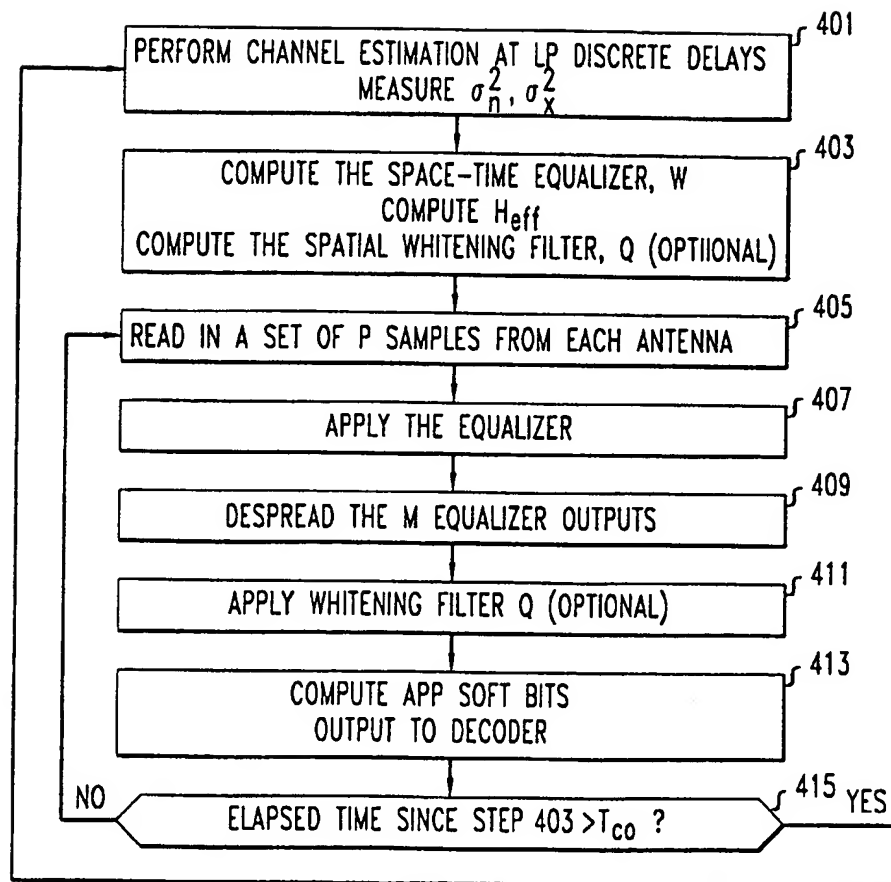 401
PERFORM CHANNEL ESTIMATION AT LP DISCRETE DELAYS
MEASURE σ²n, σ²x
403
COMPUTE THE SPACE-TIME EQUALIZER, W
COMPUTE Heff
COMPUTE THE SPATIAL WHITENING FILTER, Q (OPTIIONAL)
405
READ IN A SET OF P SAMPLES FROM EACH ANTENNA
407
APPLY THE EQUALIZER
409
DESPREAD THE M EQUALIZER OUTPUTS
411
APPLY WHITENING FILTER Q (OPTIONAL)
413
COMPUTE APP SOFT BITS
OUTPUT TO DECODER
415
NO
ELAPSED TIME SINCE STEP 403 >Tco ?
YES